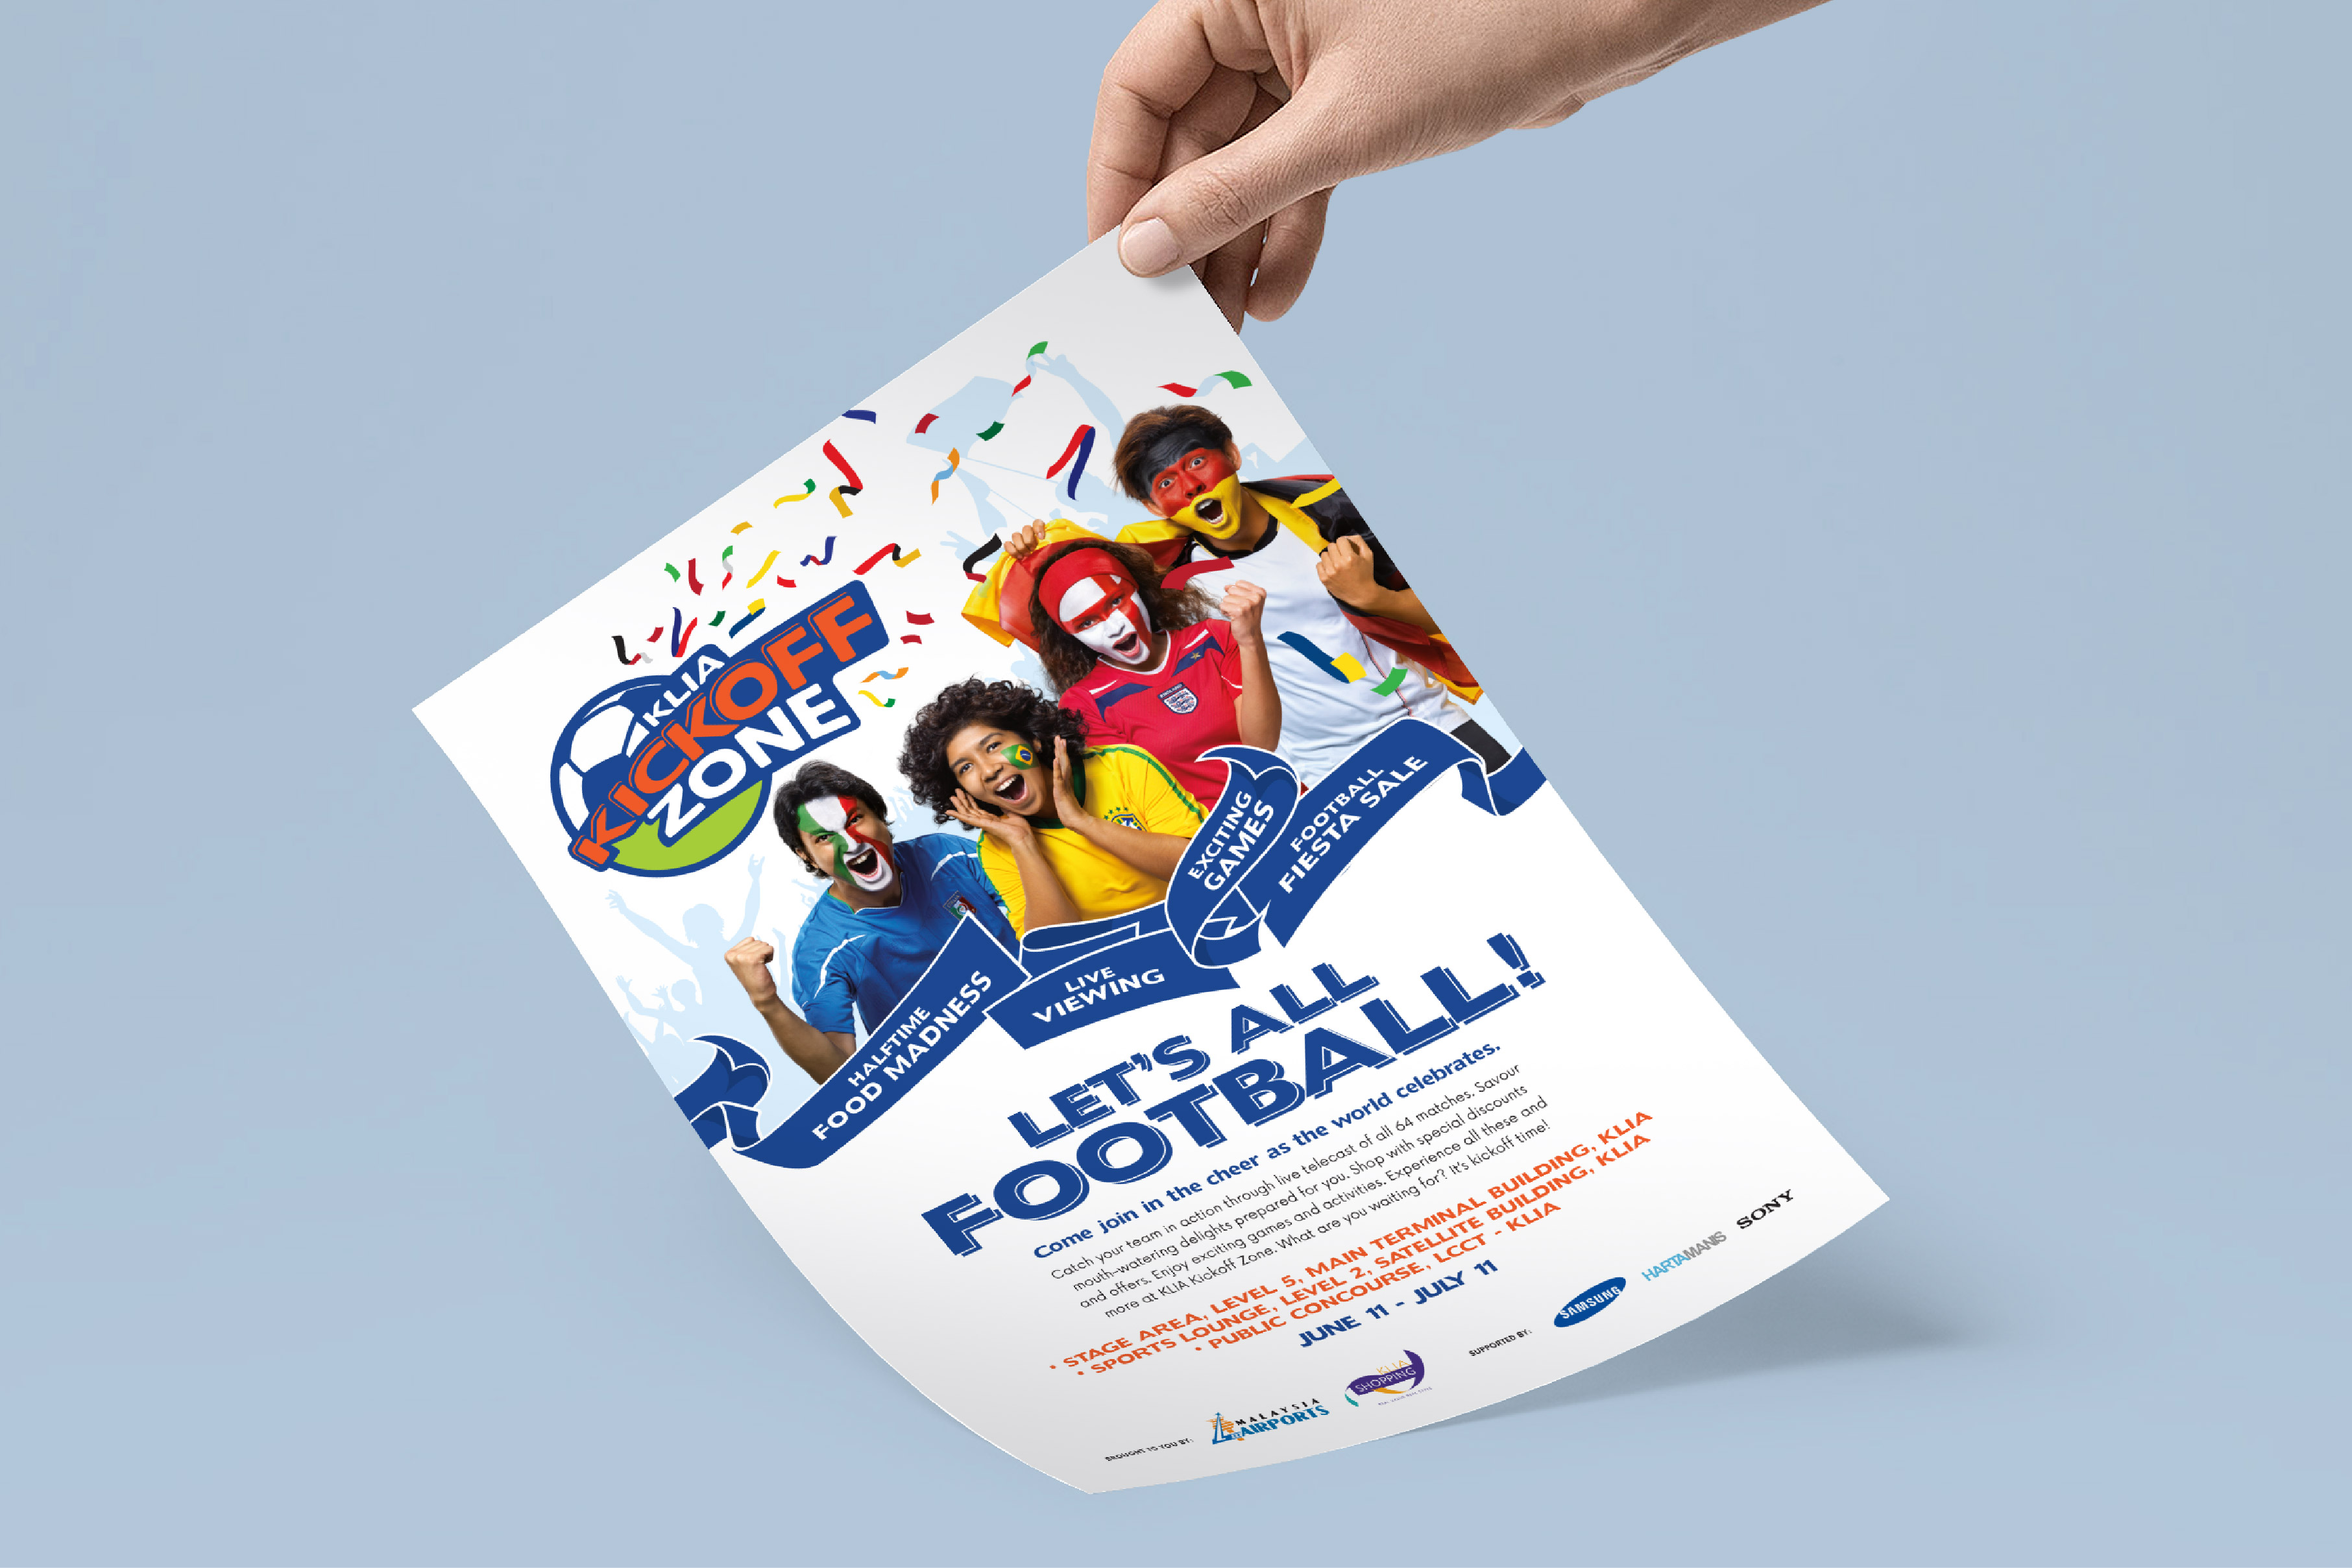 KLIA
KICKOFF
ZONE
HALFTIME
FOOD MADNESS
LIVE
VIEWING
EXCITING
GAMES
FOOTBALL
FIESTA SALE
LET'S ALL
FOOTBALL!
Come join in the cheer as the world celebrates.
Catch your team in action through live telecast of all 64 matches. Savour
mouth-watering delights prepared for you. Shop with special discounts
and offers. Enjoy exciting games and activities. Experience all these and
more at KLIA Kickoff Zone. What are you waiting for? It's kickoff time!
• STAGE AREA, LEVEL 5, MAIN TERMINAL BUILDING, KLIA
• SPORTS LOUNGE, LEVEL 2, SATELLITE BUILDING, KLIA
• PUBLIC CONCOURSE, LCCT - KLIA
JUNE 11 - JULY 11
BROUGHT TO YOU BY:
MALAYSIA
AIRPORTS
KLIA
SHOPPING
SUPPORTED BY:
SAMSUNG
HARTAMANIS
SONY